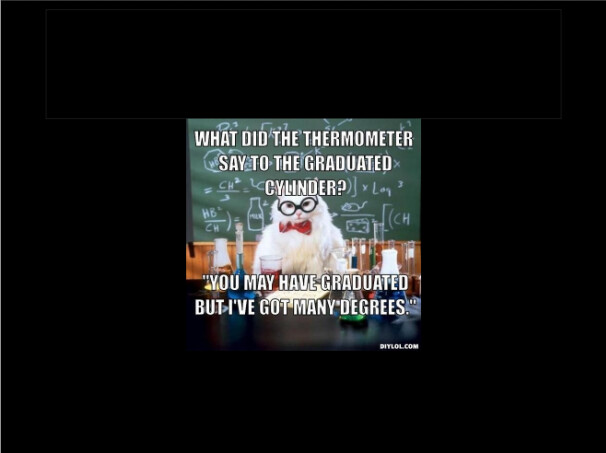 WHAT DID THE THERMOMETER
SAY TO THE GRADUATED
CYLINDER?
"YOU MAY HAVE GRADUATED
BUT I'VE GOT MANY DEGREES."
DIYLOL.COM